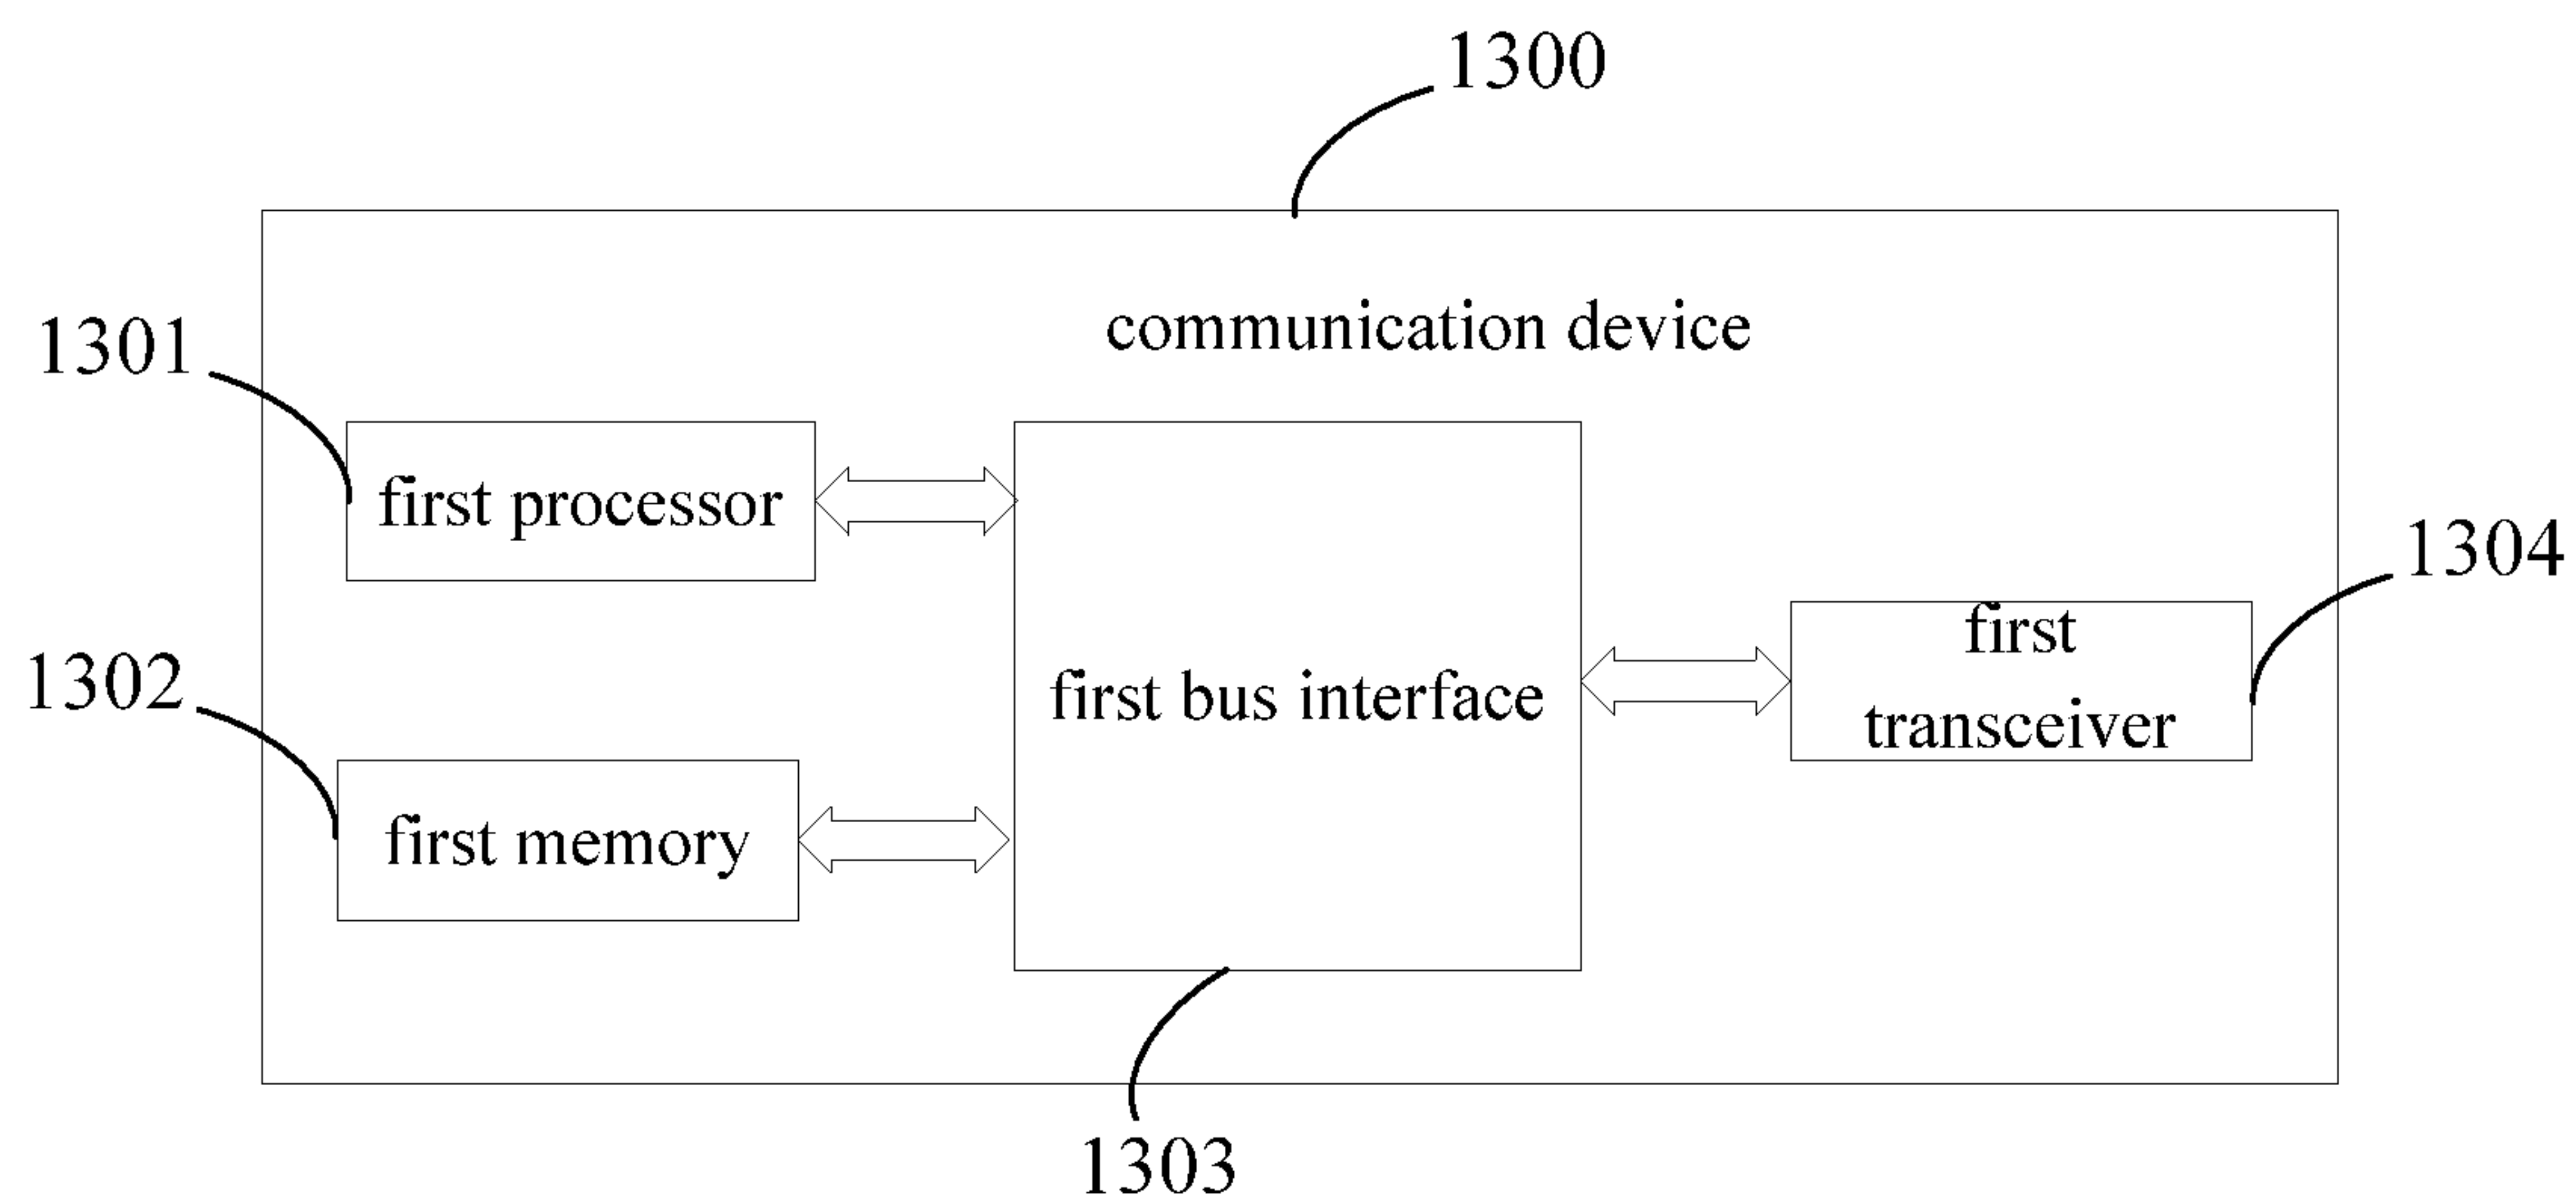 1300
communication device
1301
first processor
1304
first
transceiver
first bus interface
1302
first memory
1303